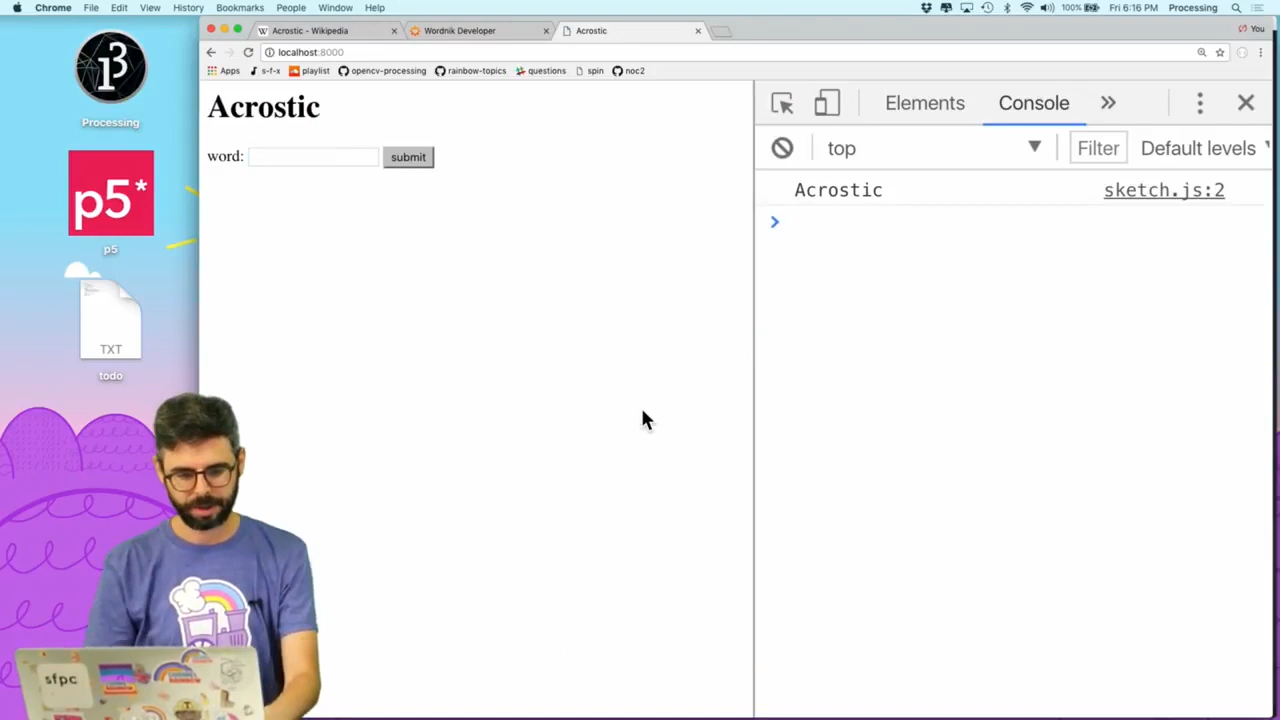 Chrome File Edit View History Bookmarks People Window Help 100% Fri 6:16 PM Processing
Acrostic - Wikipedia Wordnik Developer Acrostic You
localhost:8000
Apps s-f-x playlist opencv-processing rainbow-topics questions spin noc2
Processing
p5*
p5
TXT
todo
Acrostic
word: submit
Elements Console
top Filter Default levels
Acrostic sketch.js:2
sfpc